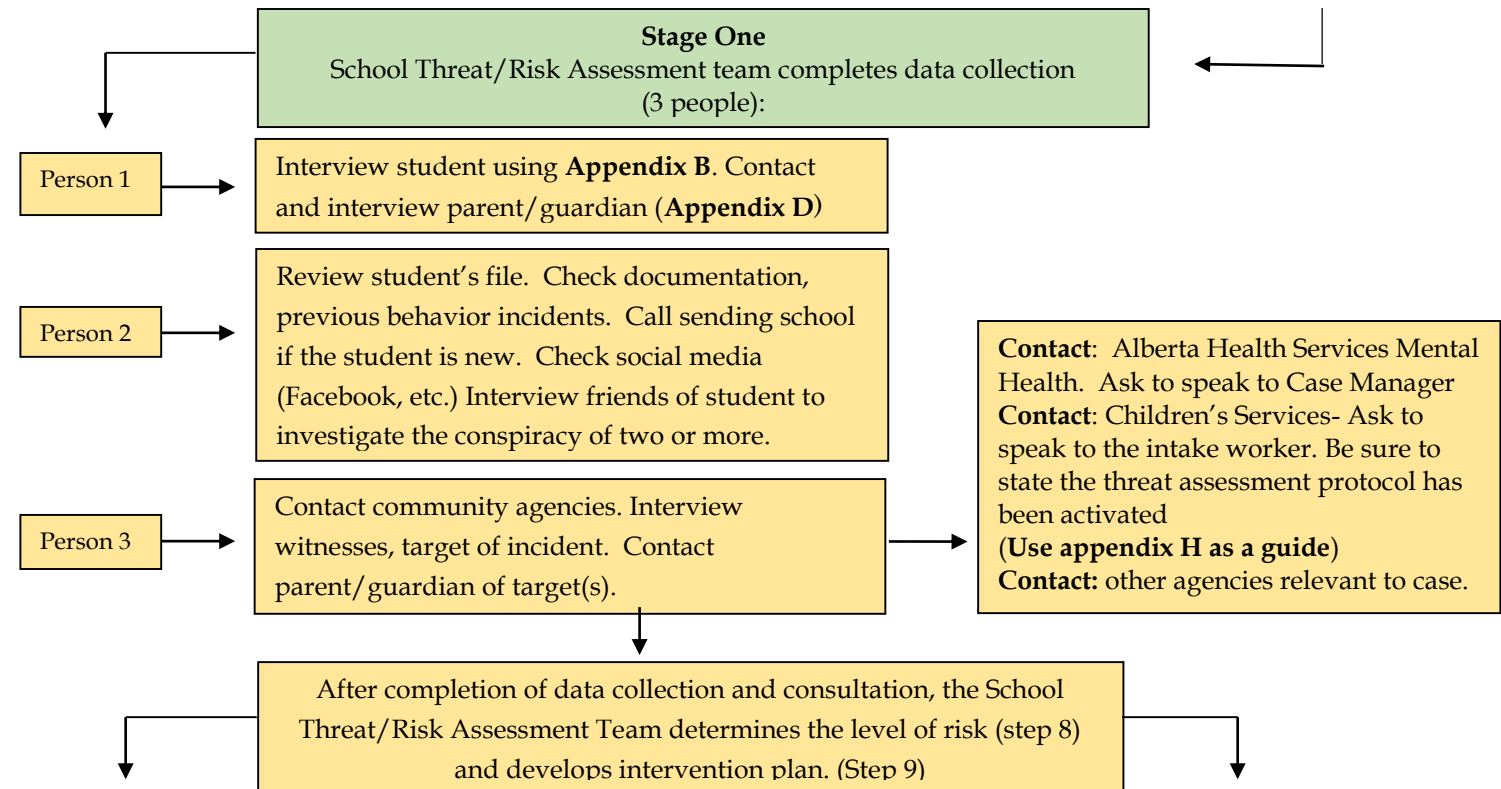 Stage One
School Threat/Risk Assessment team completes data collection
(3 people):
Person 1
Interview student using Appendix B. Contact
and interview parent/guardian (Appendix D)
Person 2
Review student’s file.  Check documentation,
previous behavior incidents.  Call sending school
if the student is new.  Check social media
(Facebook, etc.) Interview friends of student to
investigate the conspiracy of two or more.
Person 3
Contact community agencies. Interview
witnesses, target of incident.  Contact
parent/guardian of target(s).
Contact:  Alberta Health Services Mental
Health.  Ask to speak to Case Manager
Contact: Children’s Services- Ask to
speak to the intake worker. Be sure to
state the threat assessment protocol has
been activated
(Use appendix H as a guide)
Contact: other agencies relevant to case.
After completion of data collection and consultation, the School
Threat/Risk Assessment Team determines the level of risk (step 8)
and develops intervention plan. (Step 9)